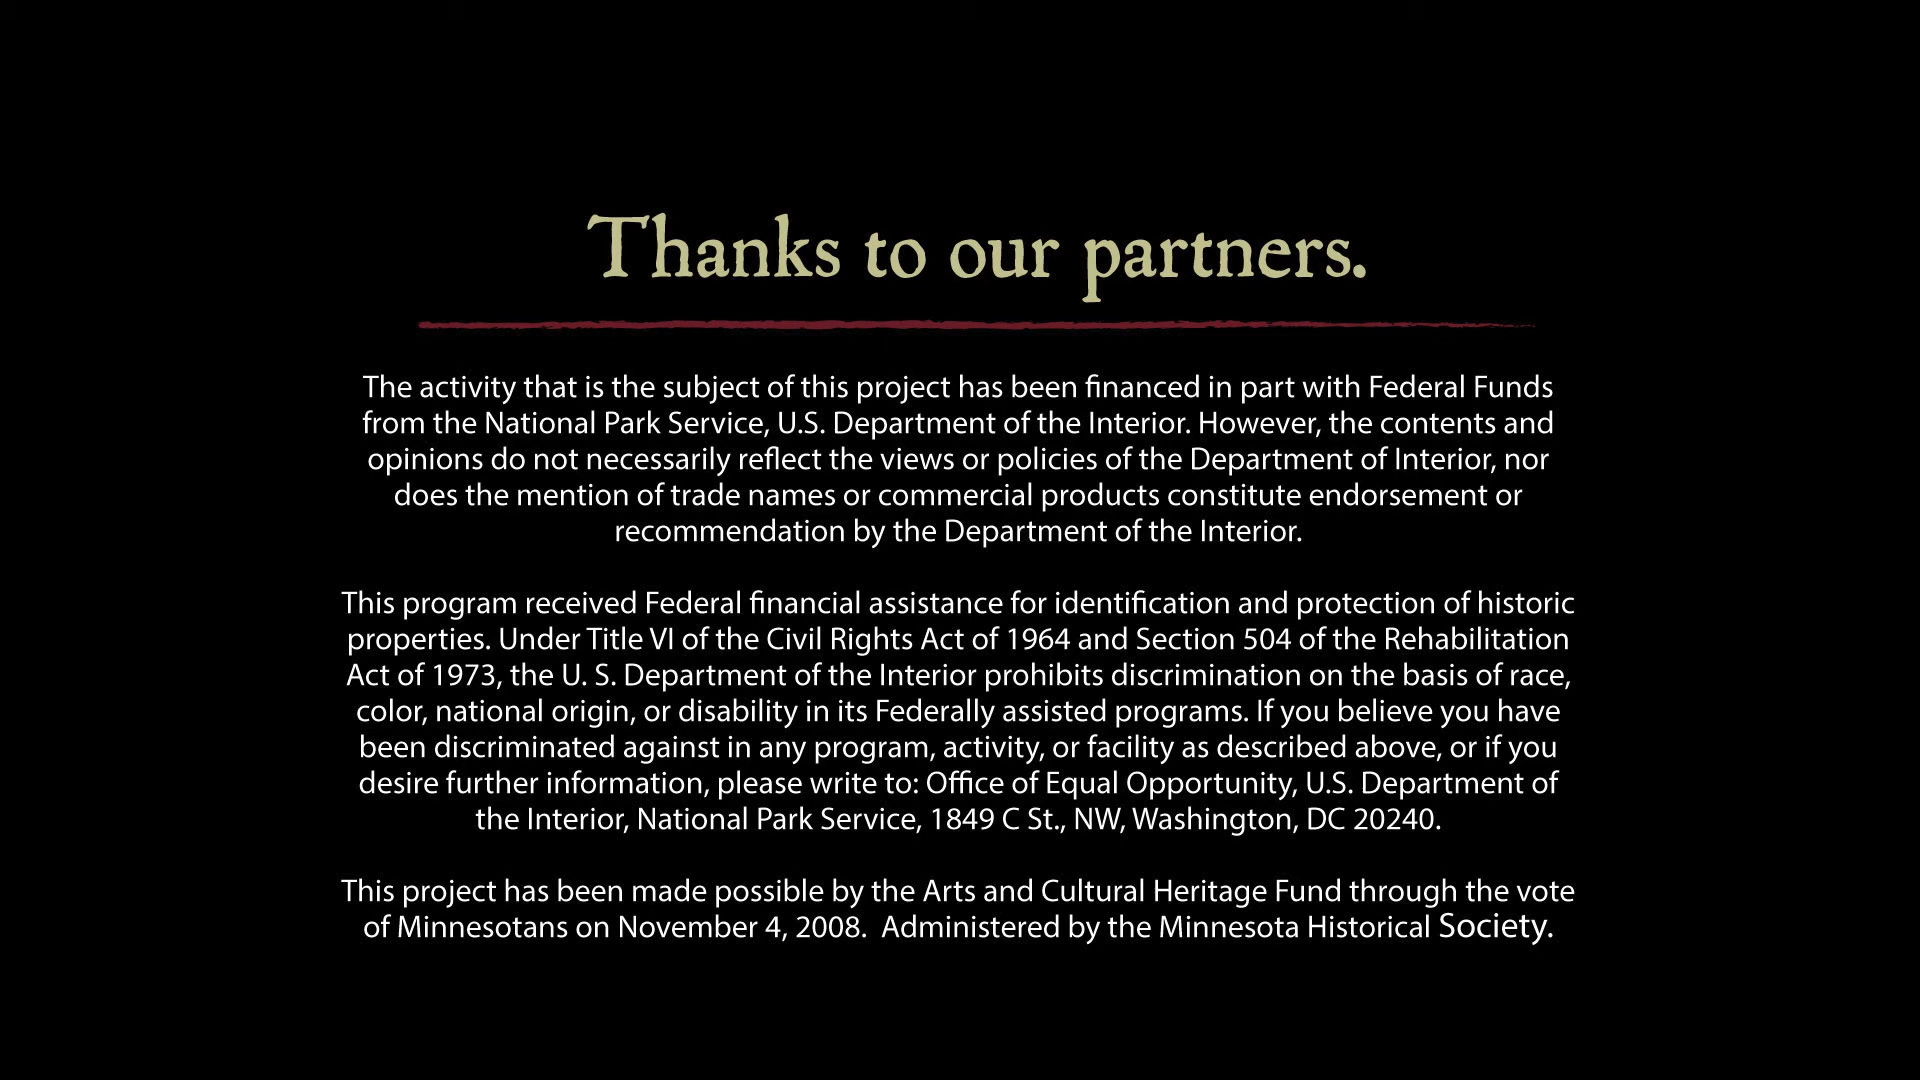 Thanks to our partners.
The activity that is the subject of this project has been financed in part with Federal Funds
from the National Park Service, U.S. Department of the Interior. However, the contents and
opinions do not necessarily reflect the views or policies of the Department of Interior, nor
does the mention of trade names or commercial products constitute endorsement or
recommendation by the Department of the Interior.
This program received Federal financial assistance for identification and protection of historic
properties. Under Title VI of the Civil Rights Act of 1964 and Section 504 of the Rehabilitation
Act of 1973, the U. S. Department of the Interior prohibits discrimination on the basis of race,
color, national origin, or disability in its Federally assisted programs. If you believe you have
been discriminated against in any program, activity, or facility as described above, or if you
desire further information, please write to: Office of Equal Opportunity, U.S. Department of
the Interior, National Park Service, 1849 C St., NW, Washington, DC 20240.
This project has been made possible by the Arts and Cultural Heritage Fund through the vote
of Minnesotans on November 4, 2008.  Administered by the Minnesota Historical Society.